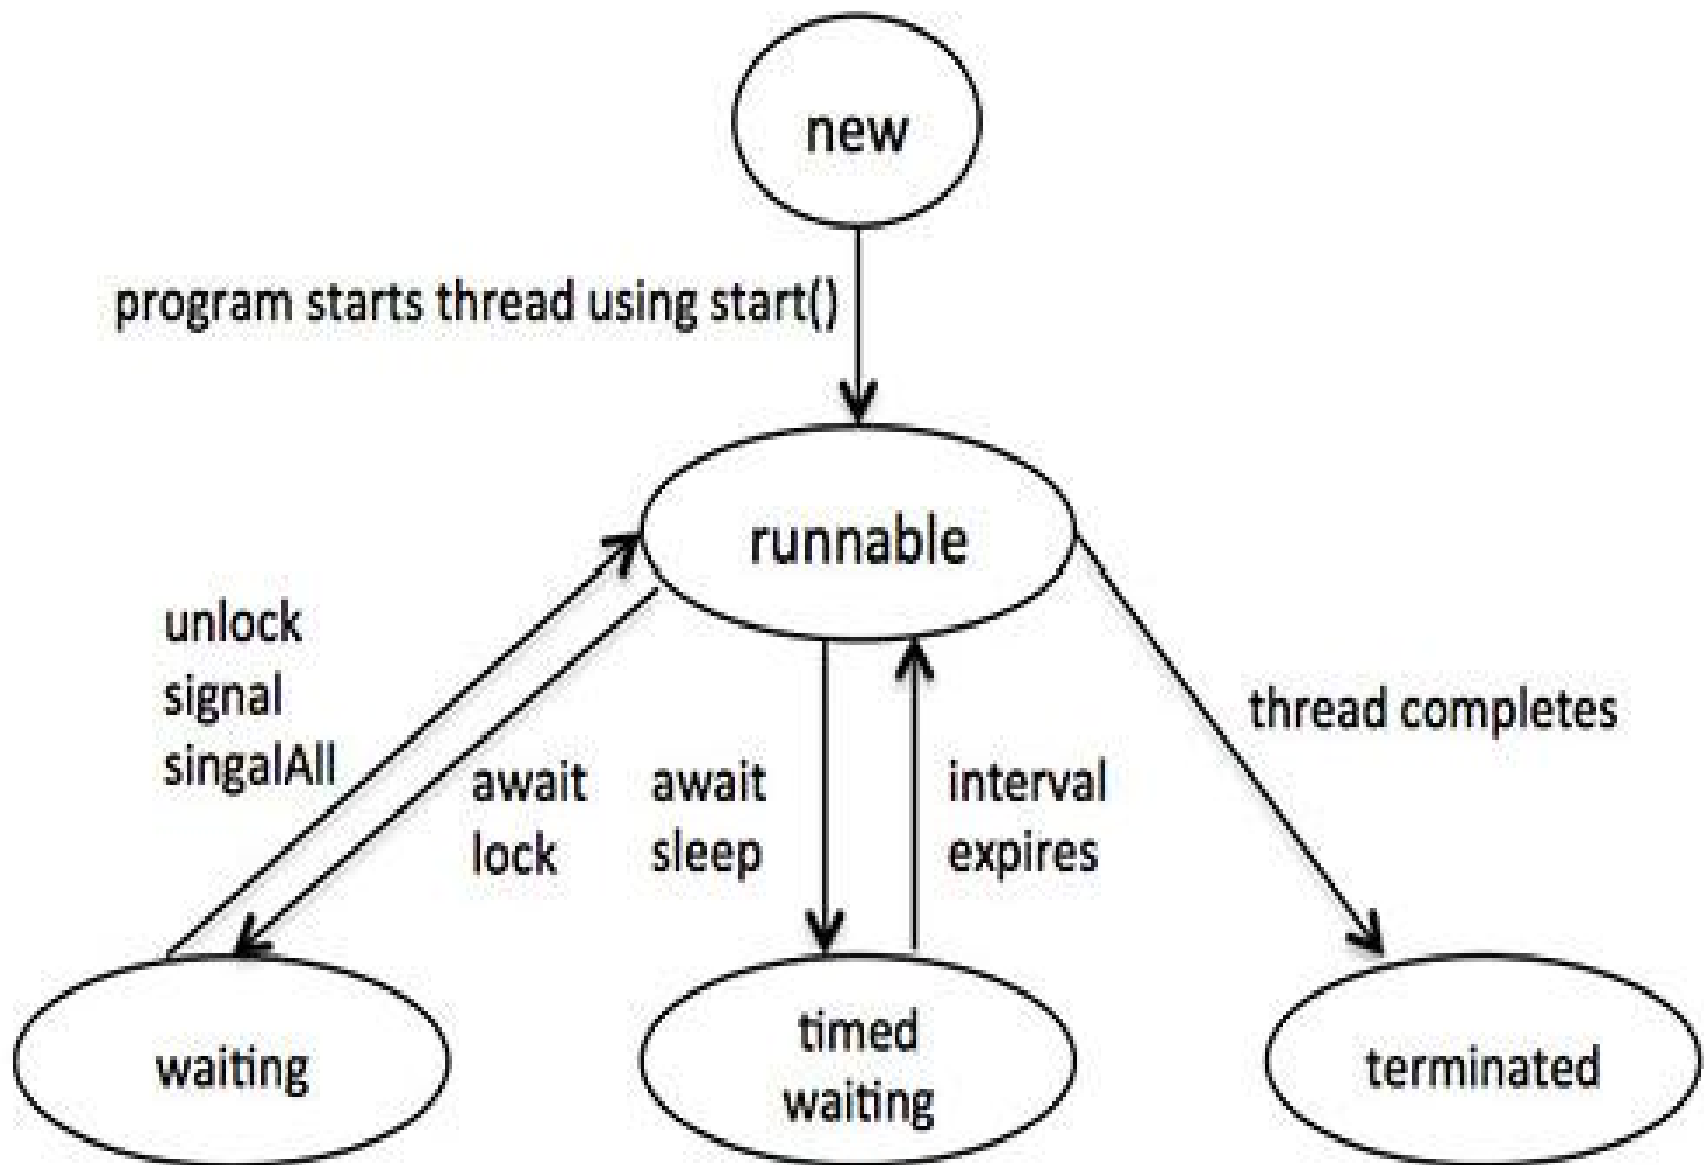 new
program starts thread using start()
runnable
unlock
signal
singalAll
await
lock
await
sleep
interval
expires
thread completes
waiting
timed
waiting
terminated